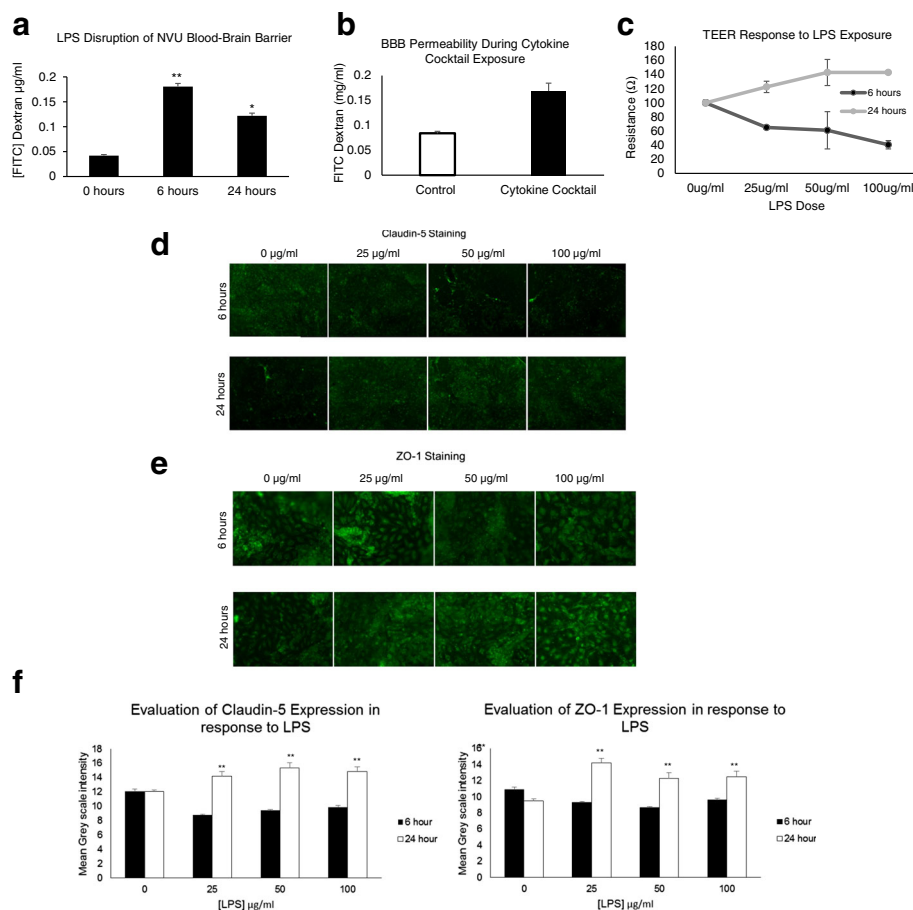 a
LPS Disruption of NVU Blood-Brain Barrier
[FITC] Dextran µg/ml
0.2
0.15
0.1
0.05
0
**
*
0 hours 6 hours 24 hours
b
BBB Permeability During Cytokine
Cocktail Exposure
FITC Dextran (mg/ml)
0.2
0.15
0.1
0.05
0
Control Cytokine Cocktail
c
TEER Response to LPS Exposure
Resistance (Ω)
180
160
140
120
100
80
60
40
20
0
6 hours
24 hours
0ug/ml 25ug/ml 50ug/ml 100ug/ml
LPS Dose
d
Claudin-5 Staining
0 µg/ml 25 µg/ml 50 µg/ml 100 µg/ml
6 hours
24 hours
e
ZO-1 Staining
0 µg/ml 25 µg/ml 50 µg/ml 100 µg/ml
6 hours
24 hours
f
Evaluation of Claudin-5 Expression in
response to LPS
Mean Grey scale intensity
18
16
14
12
10
8
6
4
2
0
** ** **
6 hour
24 hour
0 25 50 100
[LPS] µg/ml
Evaluation of ZO-1 Expression in response to
LPS
Mean Grey scale intensity
16
14
12
10
8
6
4
2
0
** ** **
6 hour
24 hour
0 25 50 100
[LPS] µg/ml